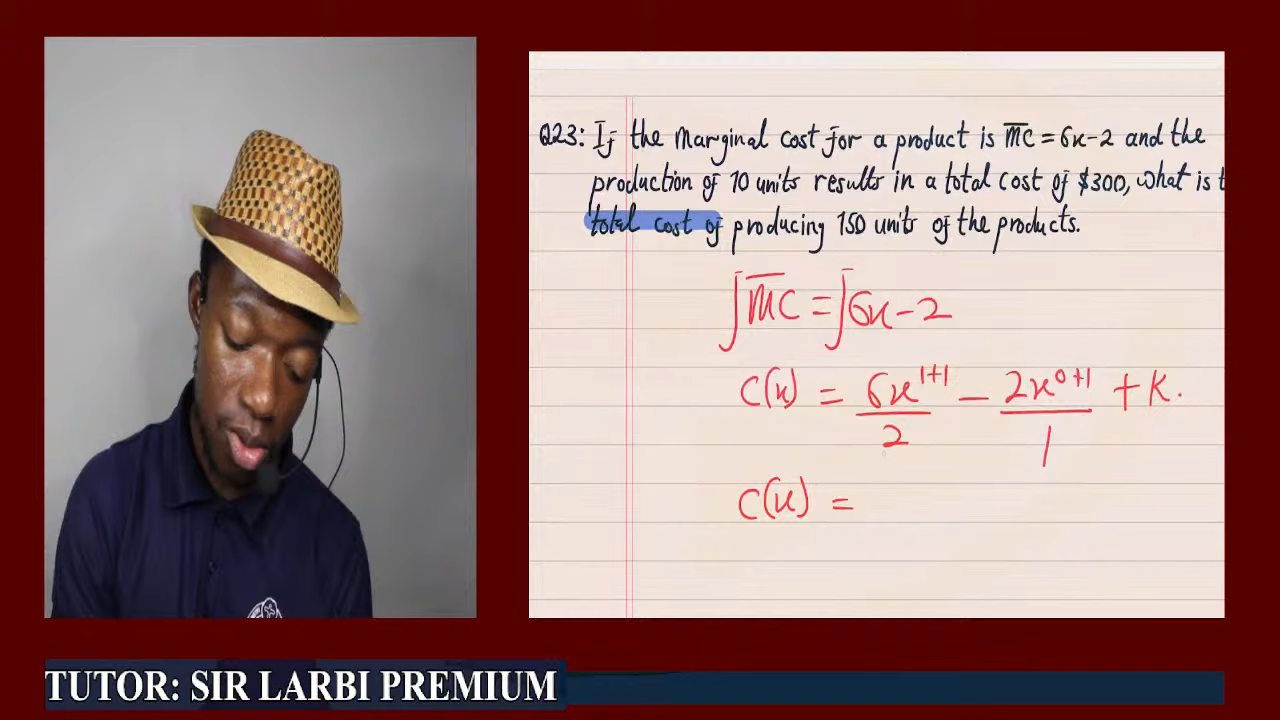 Q23: If the marginal cost for a product is M̅C̅ = 6x-2 and the
production of 10 units results in a total cost of $300, what is t
total cost of producing 150 units of the products.
∫M̅C̅ = ∫6x-2
C(x) = 6x^(1+1)/2 - 2x^(0+1)/1 + K.
C(x) =
TUTOR: SIR LARBI PREMIUM